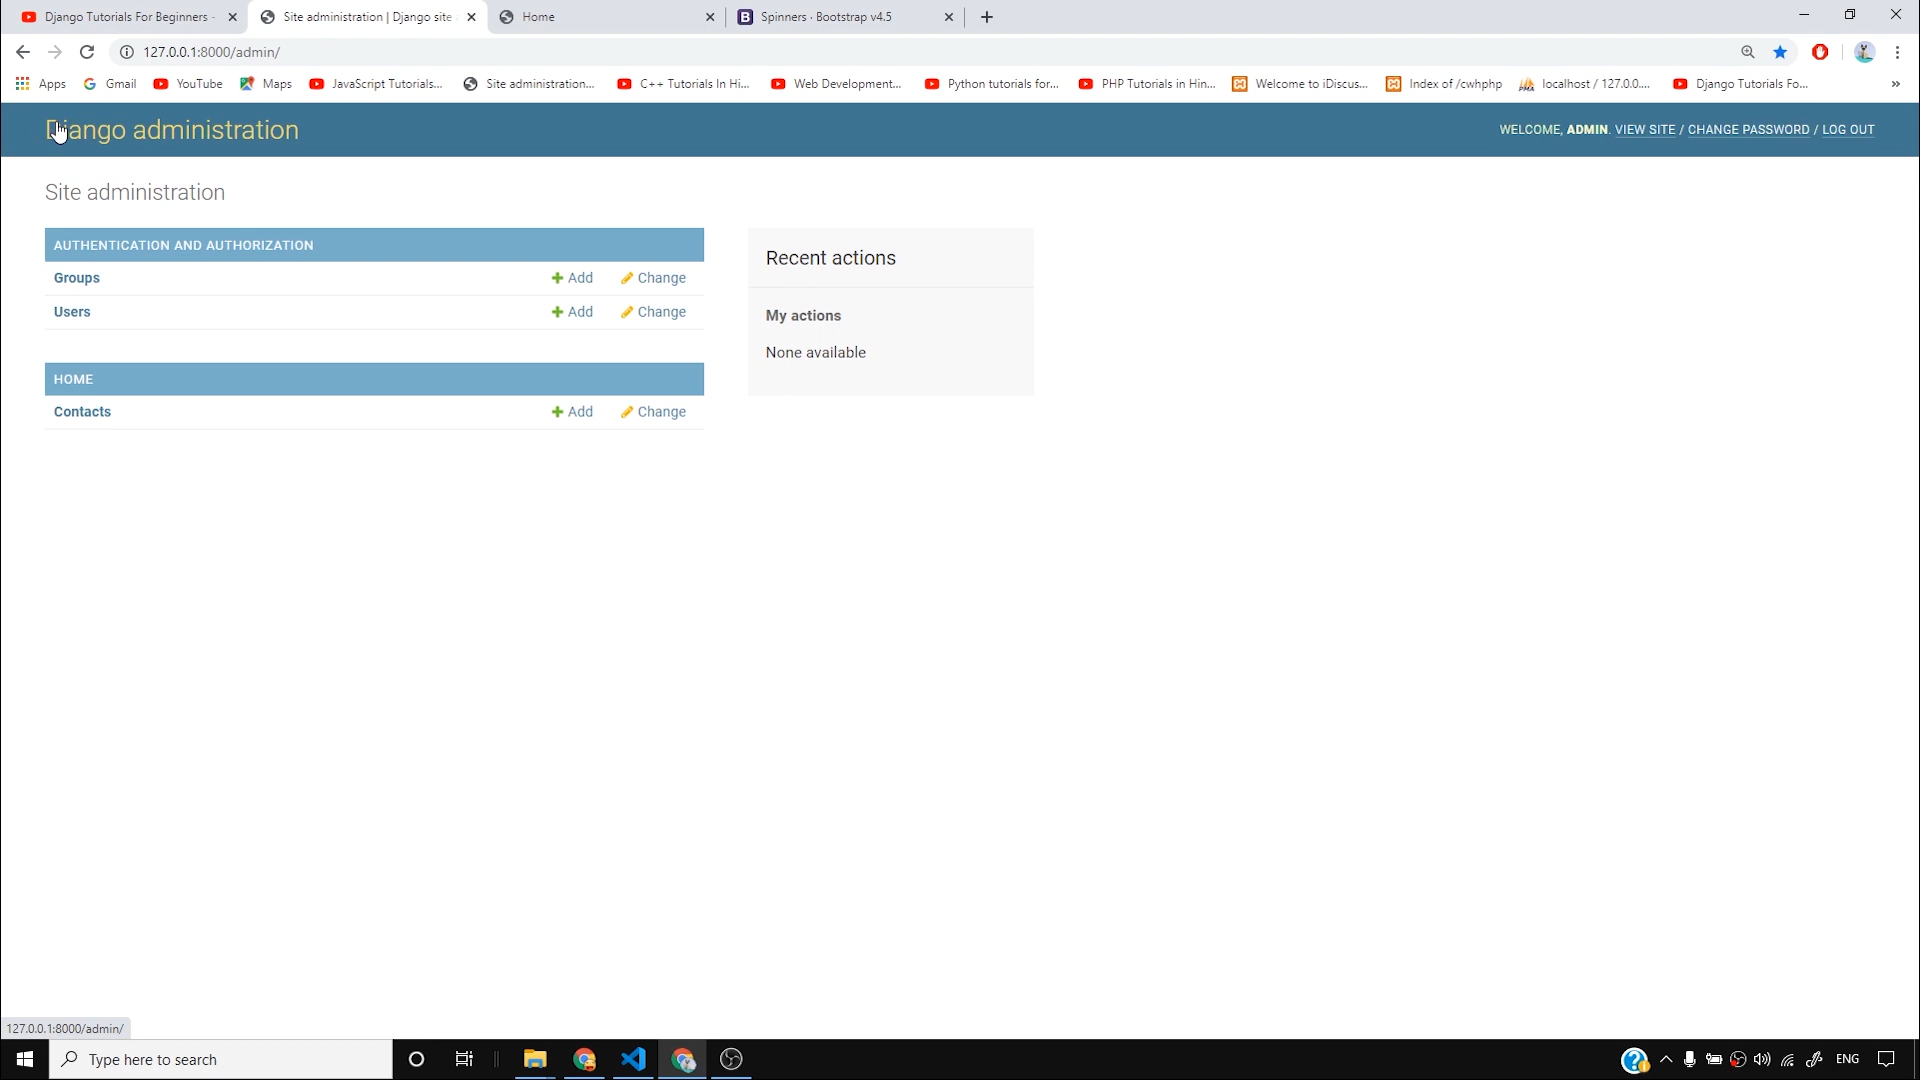 Django Tutorials For Beginners -
Site administration | Django site
Home
Spinners · Bootstrap v4.5
127.0.0.1:8000/admin/
Apps
Gmail
YouTube
Maps
JavaScript Tutorials...
Site administration...
C++ Tutorials In Hi...
Web Development...
Python tutorials for...
PHP Tutorials in Hin...
Welcome to iDiscus...
Index of /cwhphp
localhost / 127.0.0....
Django Tutorials Fo...
»
Django administration
WELCOME, ADMIN. VIEW SITE / CHANGE PASSWORD / LOG OUT
Site administration
AUTHENTICATION AND AUTHORIZATION
Groups Add Change
Users Add Change
HOME
Contacts Add Change
Recent actions
My actions
None available
127.0.0.1:8000/admin/
Type here to search
ENG